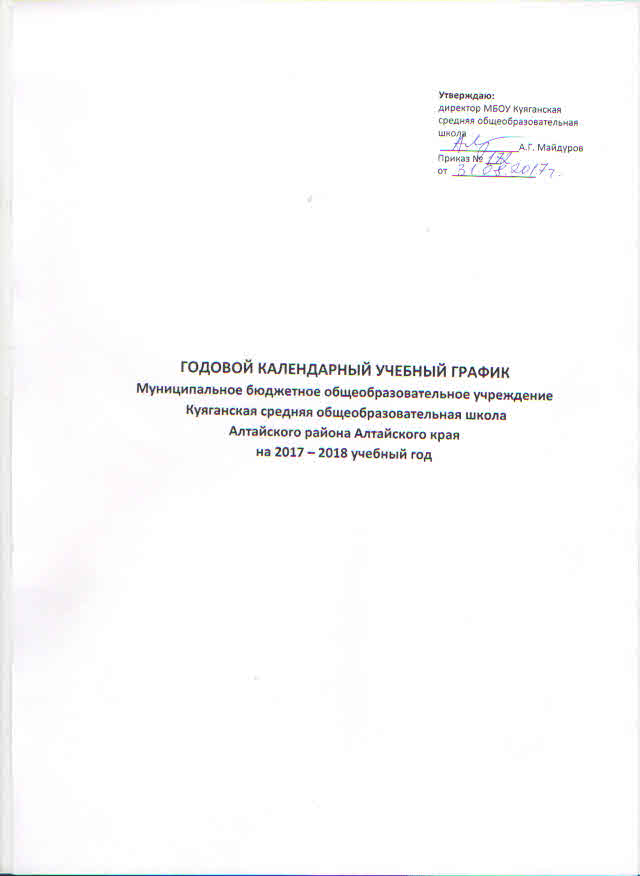 Утверждаю:
директор МБОУ Куяганская
средняя общеобразовательная
школа
А.Г. Майдуров
Приказ № 172
от 31.08.2017г.
ГОДОВОЙ КАЛЕНДАРНЫЙ УЧЕБНЫЙ ГРАФИК
Муниципальное бюджетное общеобразовательное учреждение
Куяганская средняя общеобразовательная школа
Алтайского района Алтайского края
на 2017 – 2018 учебный год